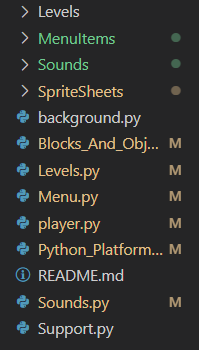 Levels
MenuItems
Sounds
SpriteSheets
background.py
Blocks_And_Obj... M
Levels.py M
Menu.py M
player.py M
Python_Platform... M
README.md
Sounds.py M
Support.py